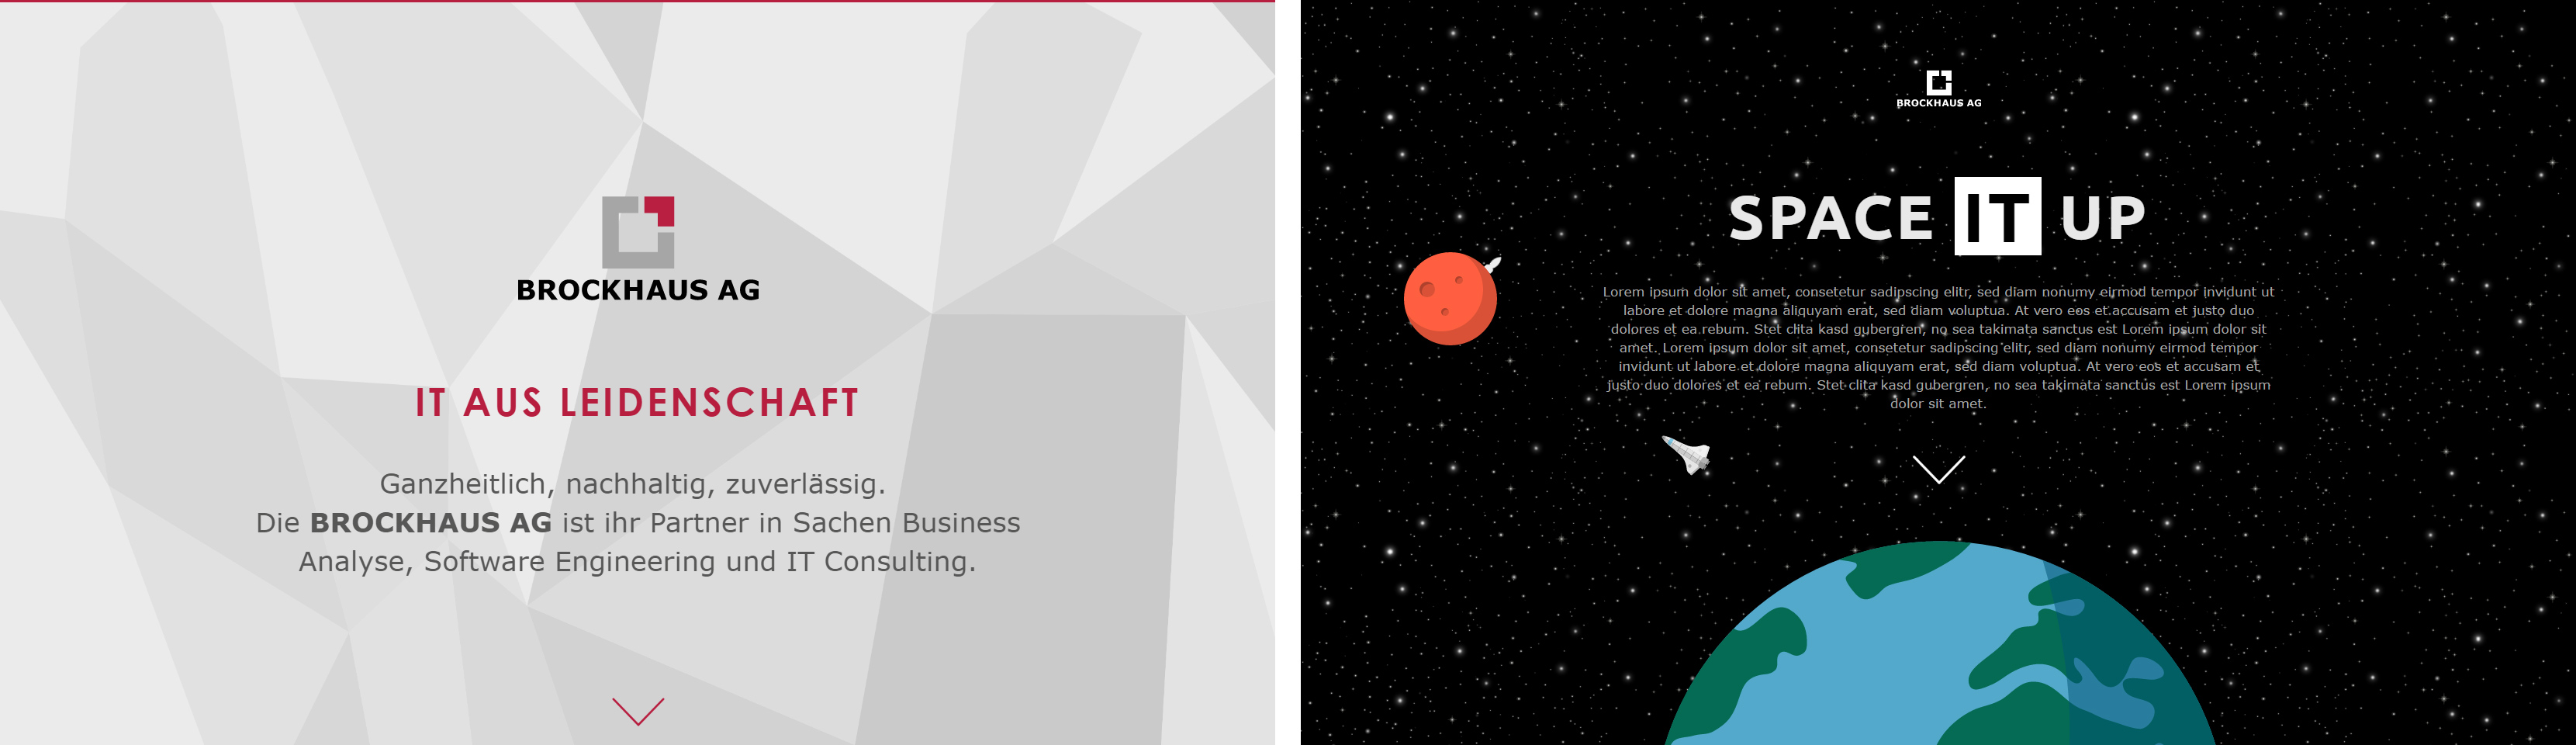 BROCKHAUS AG
IT AUS LEIDENSCHAFT
Ganzheitlich, nachhaltig, zuverlässig.
Die BROCKHAUS AG ist ihr Partner in Sachen Business
Analyse, Software Engineering und IT Consulting.
BROCKHAUS AG
SPACE IT UP
Lorem ipsum dolor sit amet, consetetur sadipscing elitr, sed diam nonumy eirmod tempor invidunt ut
labore et dolore magna aliquyam erat, sed diam voluptua. At vero eos et accusam et justo duo
dolores et ea rebum. Stet clita kasd gubergren, no sea takimata sanctus est Lorem ipsum dolor sit
amet. Lorem ipsum dolor sit amet, consetetur sadipscing elitr, sed diam nonumy eirmod tempor
invidunt ut labore et dolore magna aliquyam erat, sed diam voluptua. At vero eos et accusam et
justo duo dolores et ea rebum. Stet clita kasd gubergren, no sea takimata sanctus est Lorem ipsum
dolor sit amet.